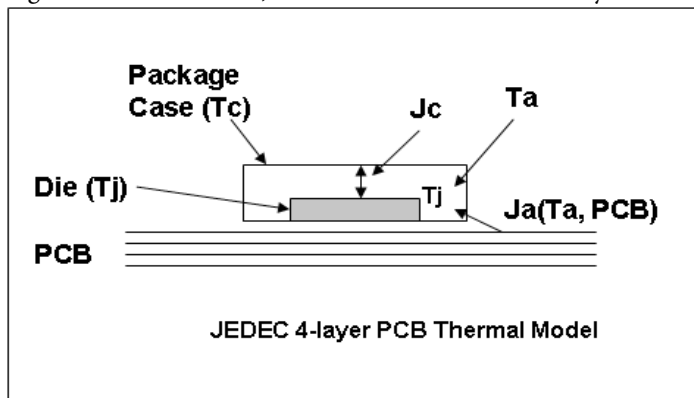 Package
Case (Tc)
Jc
Ta
Die (Tj)
Tj
Ja(Ta, PCB)
PCB
JEDEC 4-layer PCB Thermal Model